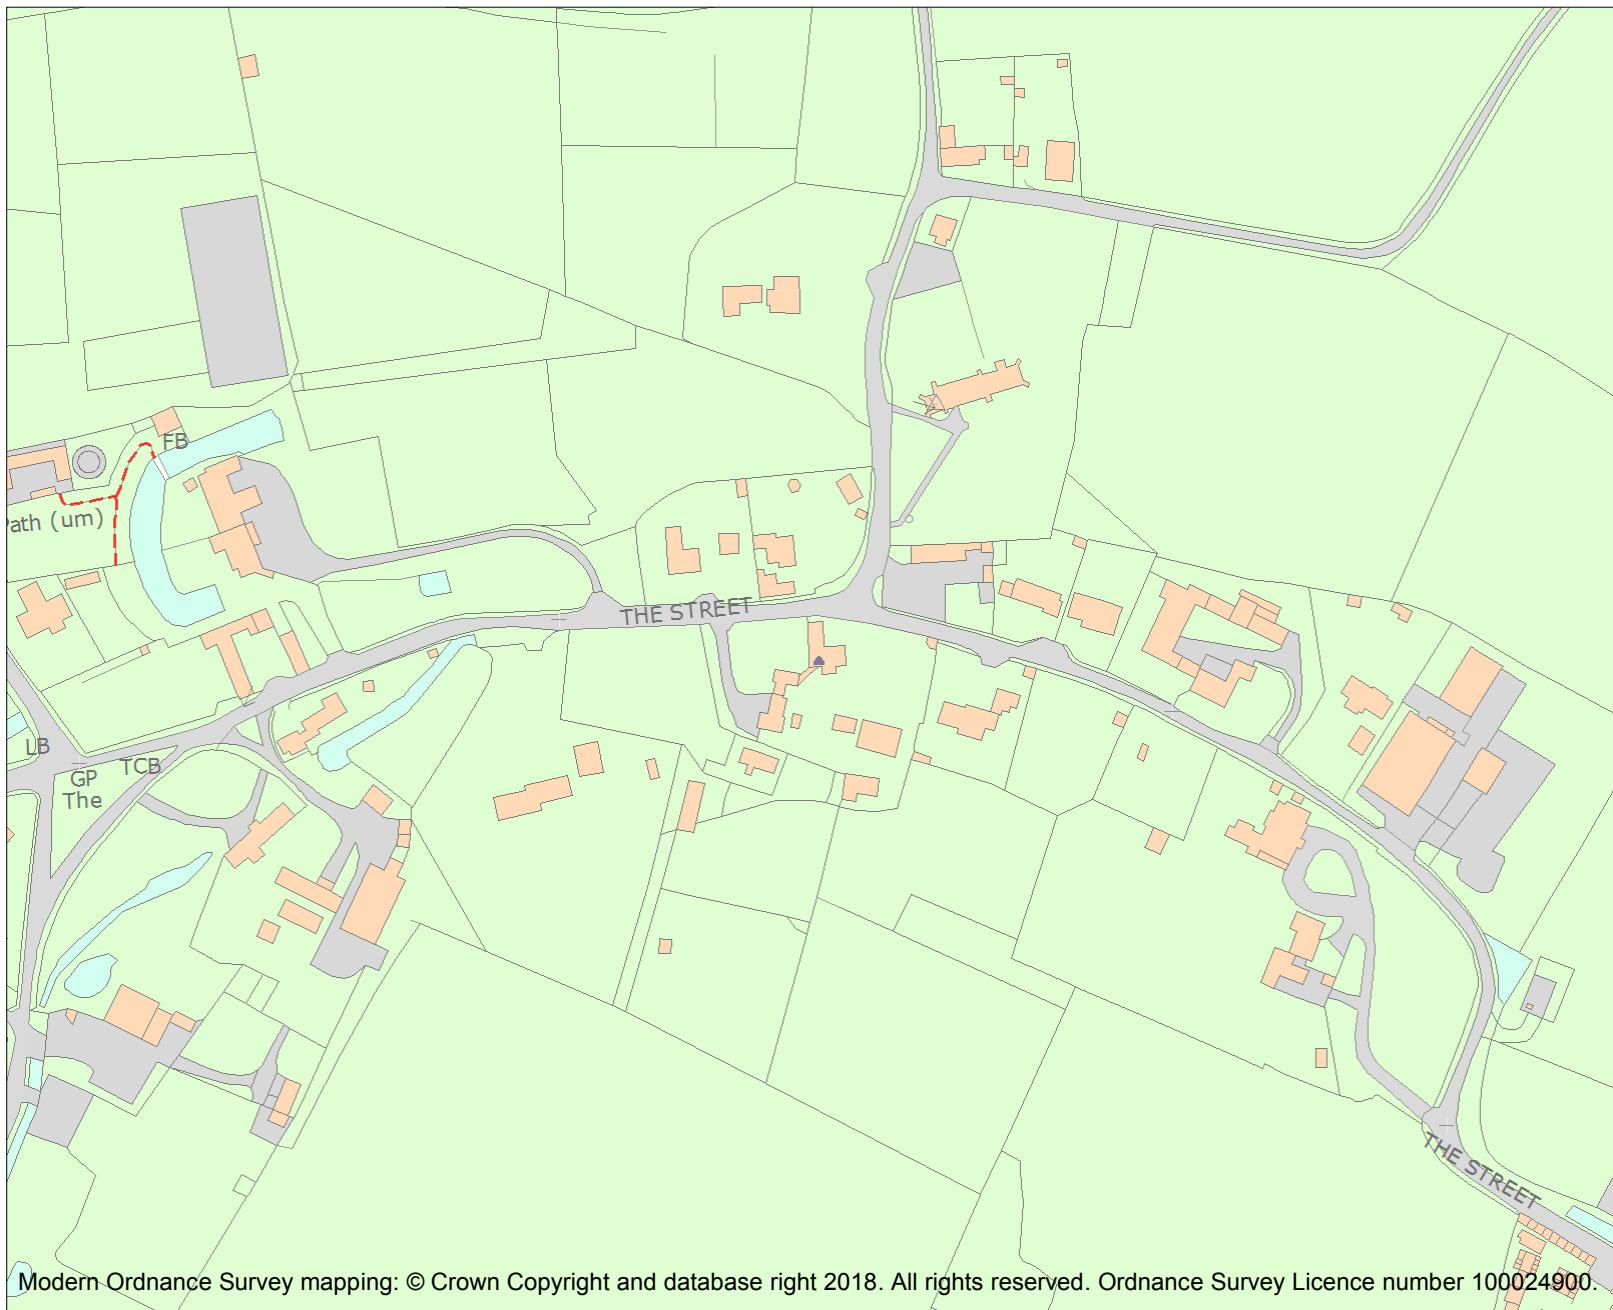 FB
Path (um)
THE STREET
LB
TCB
GP
The
THE STREET
Modern Ordnance Survey mapping: © Crown Copyright and database right 2018. All rights reserved. Ordnance Survey Licence number 100024900.